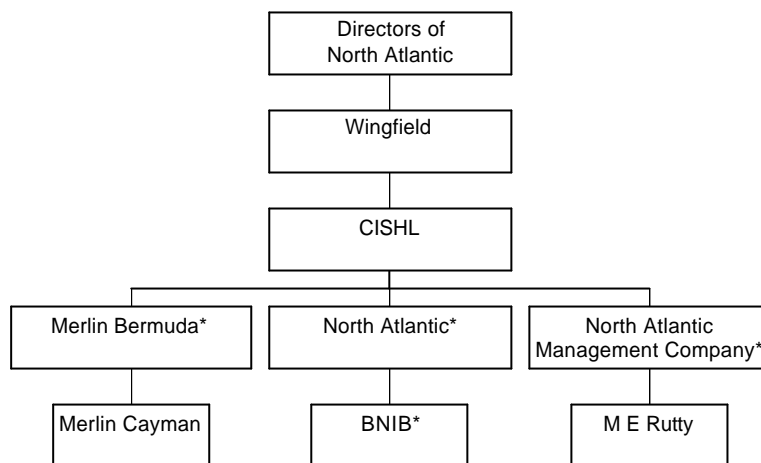 Directors of
North Atlantic
Wingfield
CISHL
Merlin Bermuda*
North Atlantic*
North Atlantic
Management Company*
Merlin Cayman
BNIB*
M E Rutty